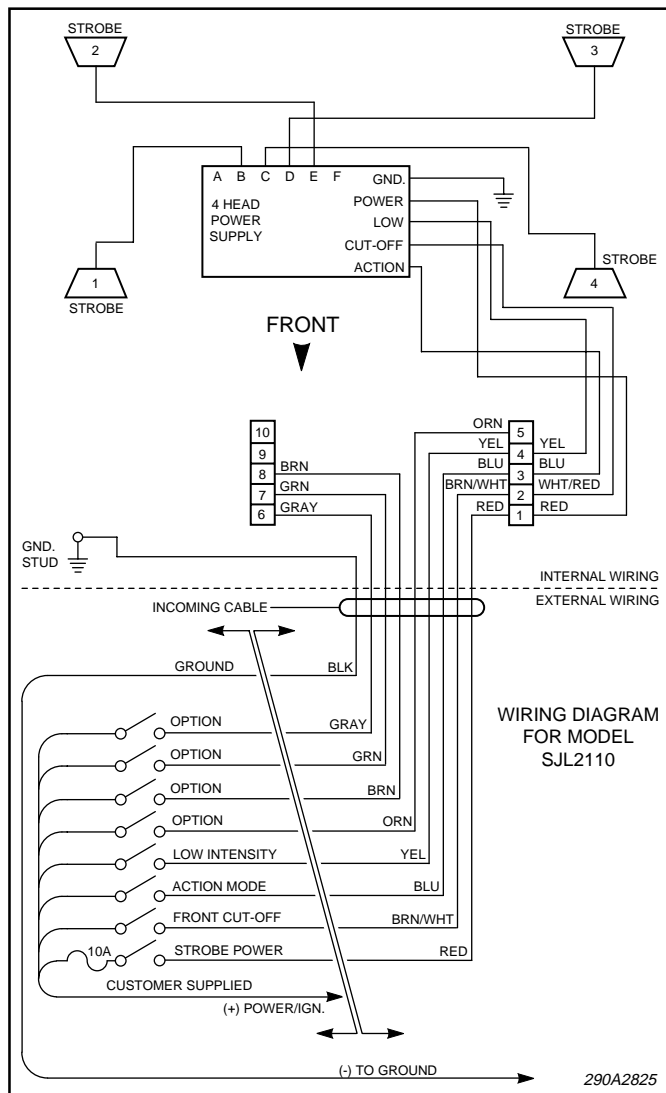 STROBE
2
STROBE
3
A B C D E F
4 HEAD
POWER
SUPPLY
GND.
POWER
LOW
CUT-OFF
ACTION
1
STROBE
STROBE
4
FRONT
10
9
8
7
6
BRN
GRN
GRAY
ORN
YEL
BLU
BRN/WHT
RED
5
4
3
2
1
YEL
BLU
WHT/RED
RED
GND.
STUD
INTERNAL WIRING
EXTERNAL WIRING
INCOMING CABLE
GROUND BLK
OPTION GRAY
OPTION GRN
OPTION BRN
OPTION ORN
LOW INTENSITY YEL
ACTION MODE BLU
FRONT CUT-OFF BRN/WHT
10A STROBE POWER RED
CUSTOMER SUPPLIED
(+) POWER/IGN.
WIRING DIAGRAM
FOR MODEL
SJL2110
(-) TO GROUND
290A2825